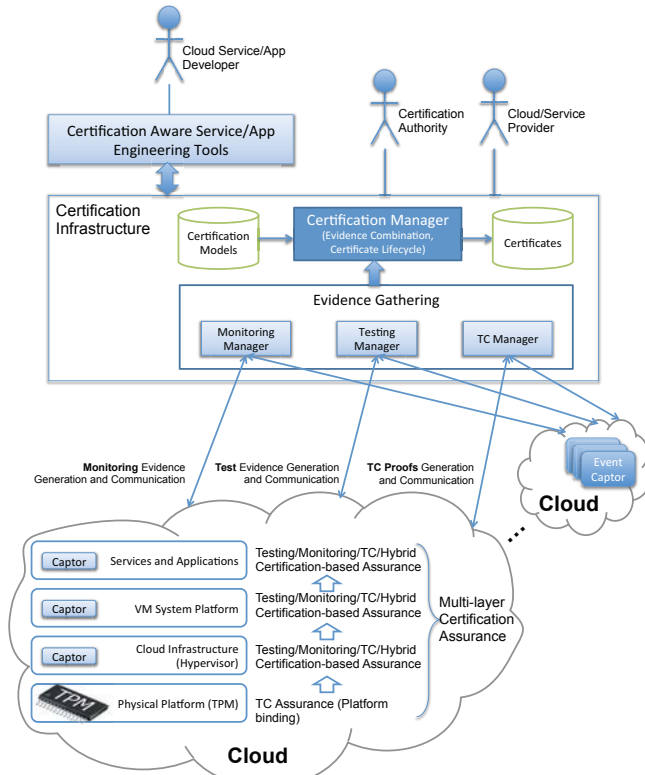 Cloud Service/App
Developer
Certification Aware Service/App
Engineering Tools
Certification
Authority
Cloud/Service
Provider
Certification
Infrastructure
Certification
Models
Certification Manager
(Evidence Combination,
Certificate Lifecycle)
Certificates
Evidence Gathering
Monitoring
Manager
Testing
Manager
TC Manager
Monitoring Evidence
Generation and Communication
Test Evidence Generation
and Communication
TC Proofs Generation
and Communication
Event
Captor
Cloud
Captor
Services and Applications
Testing/Monitoring/TC/Hybrid
Certification-based Assurance
Captor
VM System Platform
Testing/Monitoring/TC/Hybrid
Certification-based Assurance
Captor
Cloud Infrastructure
(Hypervisor)
Testing/Monitoring/TC/Hybrid
Certification-based Assurance
TPM
Physical Platform (TPM)
TC Assurance (Platform
binding)
Multi-layer
Certification
Assurance
Cloud